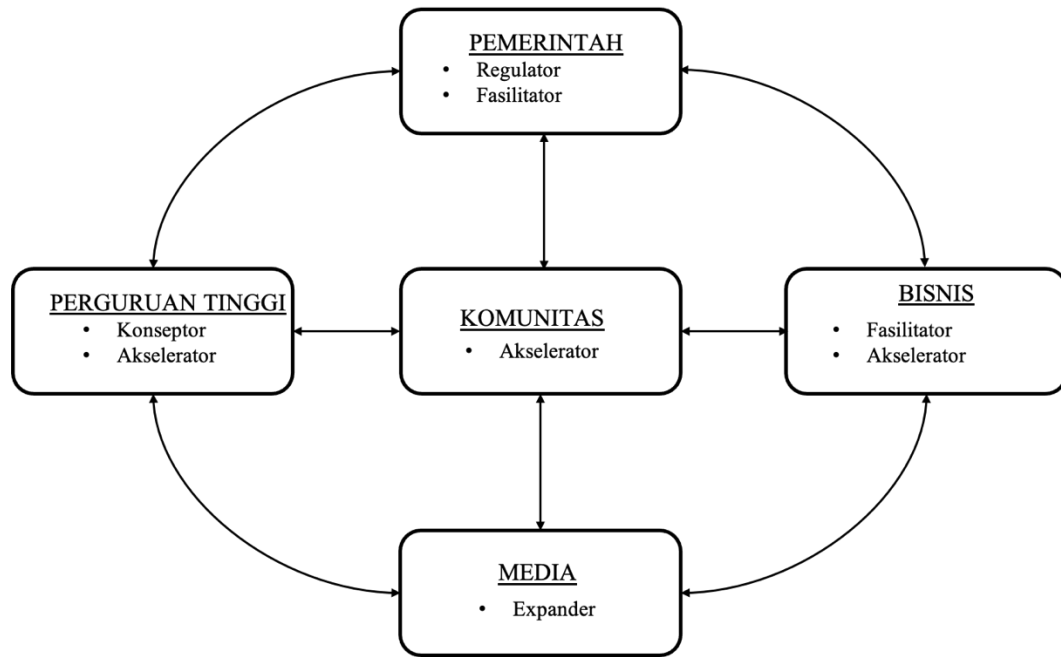 PEMERINTAH
• Regulator
• Fasilitator
PERGURUAN TINGGI
• Konseptor
• Akselerator
KOMUNITAS
• Akselerator
BISNIS
• Fasilitator
• Akselerator
MEDIA
• Expander